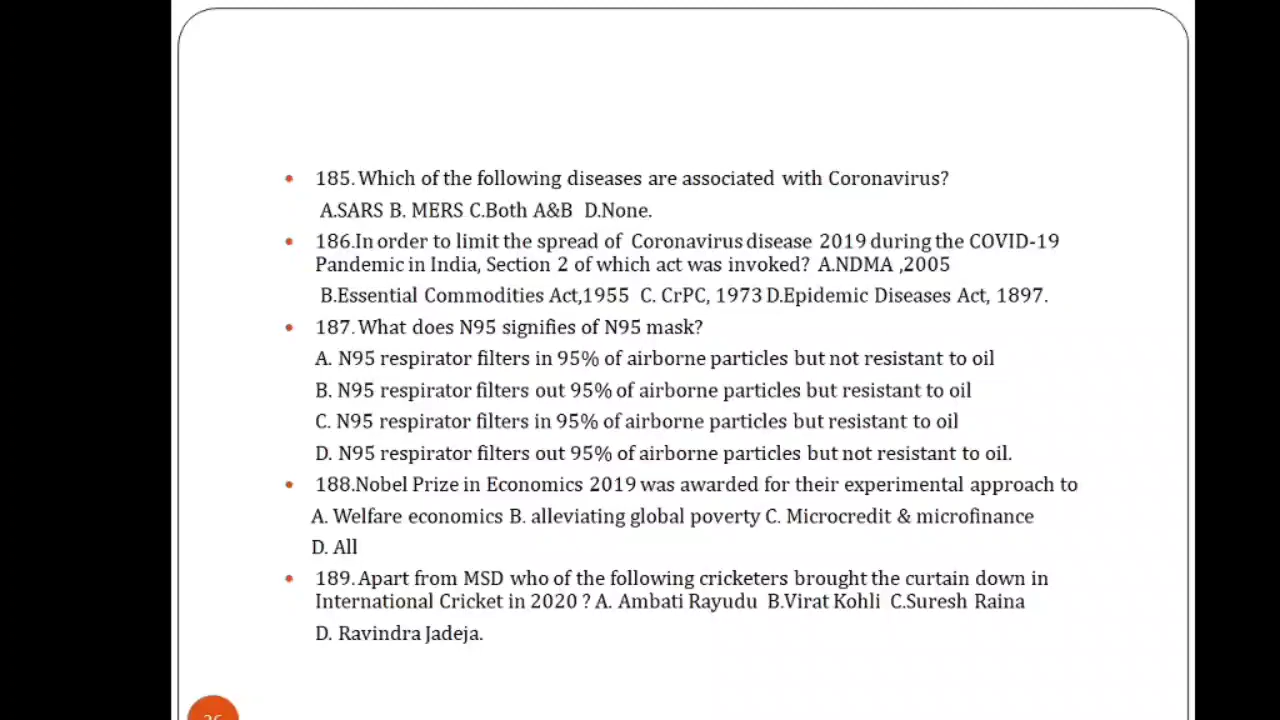 • 185.Which of the following diseases are associated with Coronavirus?
A.SARS B. MERS C.Both A&B D.None.
• 186.In order to limit the spread of Coronavirus disease 2019 during the COVID-19
Pandemic in India, Section 2 of which act was invoked? A.NDMA ,2005
B.Essential Commodities Act,1955 C. CrPC, 1973 D.Epidemic Diseases Act, 1897.
• 187.What does N95 signifies of N95 mask?
A. N95 respirator filters in 95% of airborne particles but not resistant to oil
B. N95 respirator filters out 95% of airborne particles but resistant to oil
C. N95 respirator filters in 95% of airborne particles but resistant to oil
D. N95 respirator filters out 95% of airborne particles but not resistant to oil.
• 188.Nobel Prize in Economics 2019 was awarded for their experimental approach to
A. Welfare economics B. alleviating global poverty C. Microcredit & microfinance
D. All
• 189.Apart from MSD who of the following cricketers brought the curtain down in
International Cricket in 2020 ? A. Ambati Rayudu B.Virat Kohli C.Suresh Raina
D. Ravindra Jadeja.